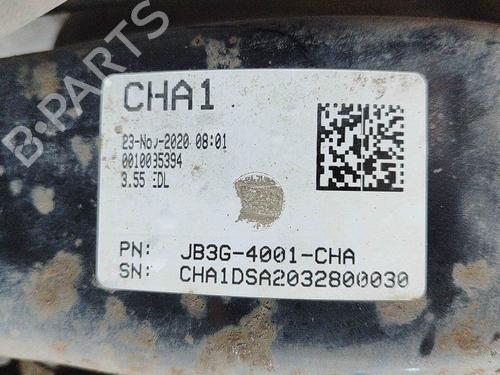 B-PARTS
CHA1
23-Nov-2020 08:01
0010035394
3.55 EDL
PN: JB3G-4001-CHA
SN: CHA1DSA2032800030